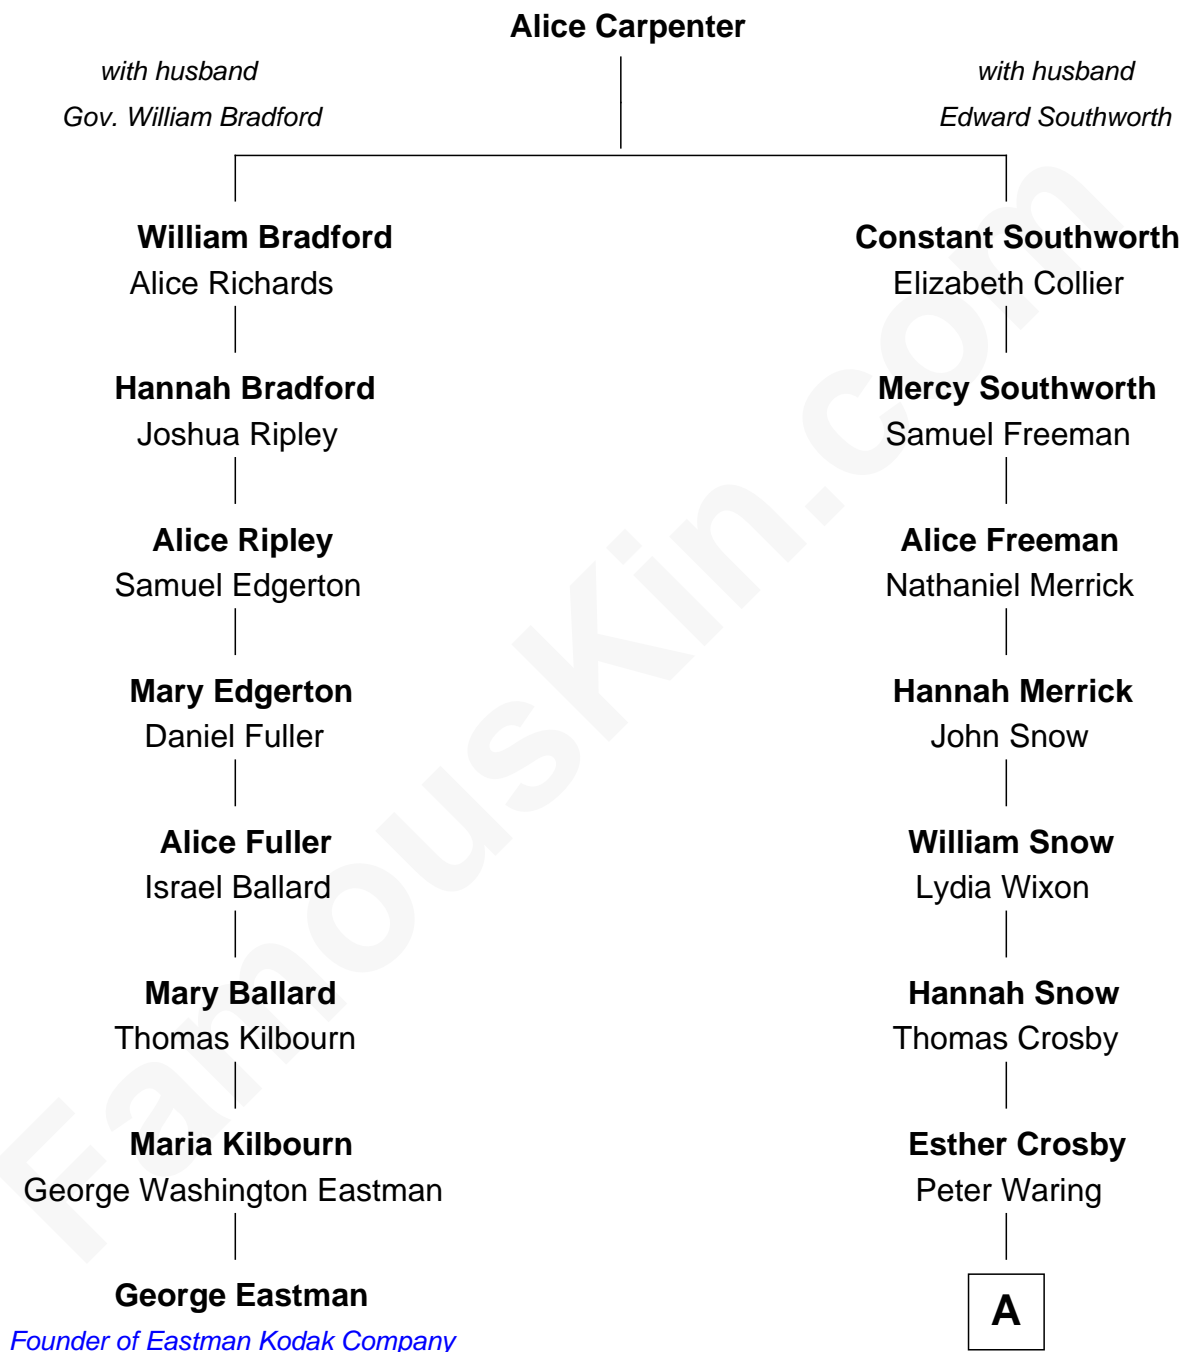 Alice Carpenter
with husband
Gov. William Bradford
with husband
Edward Southworth
William Bradford
Alice Richards
Hannah Bradford
Joshua Ripley
Alice Ripley
Samuel Edgerton
Mary Edgerton
Daniel Fuller
Alice Fuller
Israel Ballard
Mary Ballard
Thomas Kilbourn
Maria Kilbourn
George Washington Eastman
George Eastman
Founder of Eastman Kodak Company
Constant Southworth
Elizabeth Collier
Mercy Southworth
Samuel Freeman
Alice Freeman
Nathaniel Merrick
Hannah Merrick
John Snow
William Snow
Lydia Wixon
Hannah Snow
Thomas Crosby
Esther Crosby
Peter Waring
A
FamousKin.com